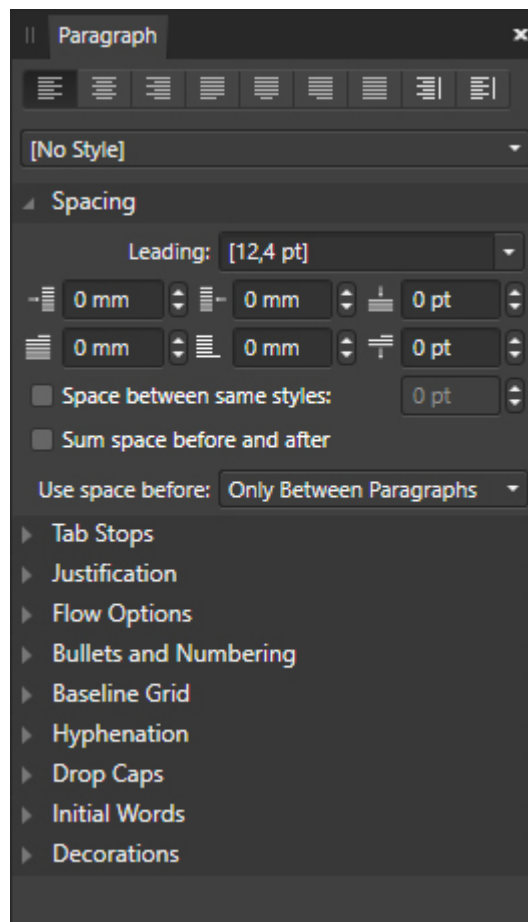 Paragraph
[No Style]
Spacing
Leading: [12,4 pt]
0 mm 0 mm 0 pt
0 mm 0 mm 0 pt
Space between same styles: 0 pt
Sum space before and after
Use space before: Only Between Paragraphs
Tab Stops
Justification
Flow Options
Bullets and Numbering
Baseline Grid
Hyphenation
Drop Caps
Initial Words
Decorations